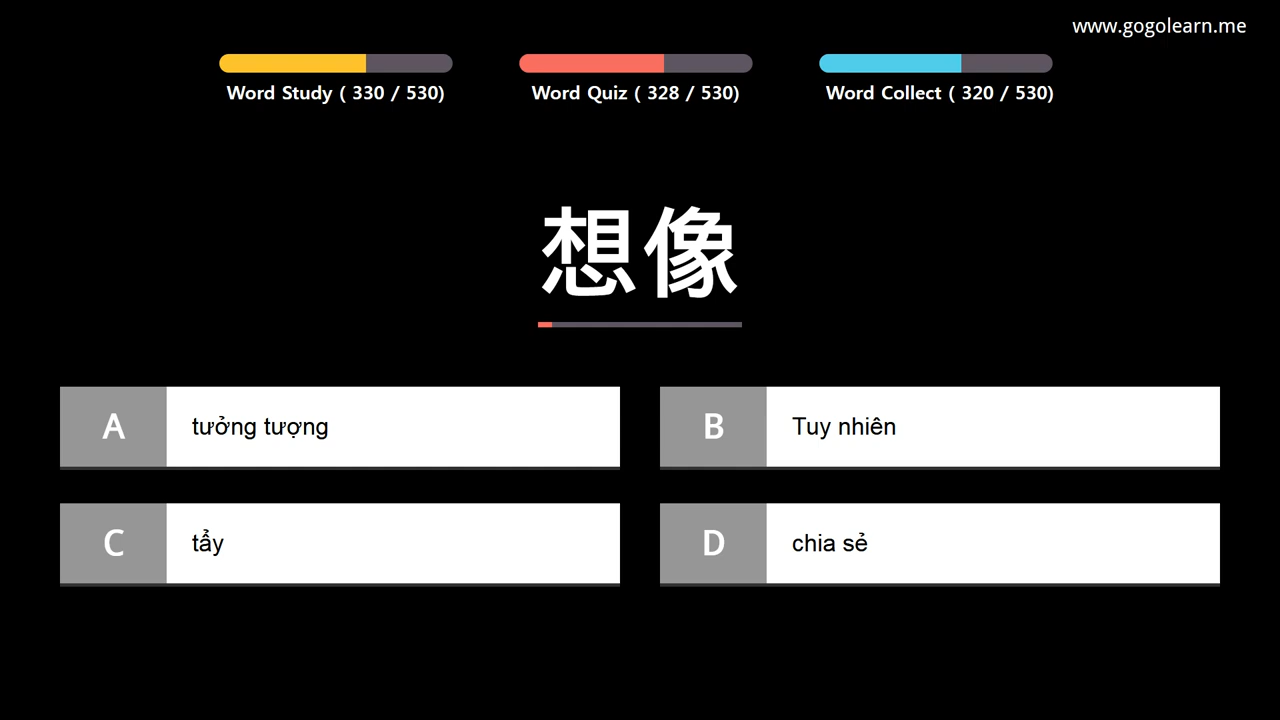 www.gogolearn.me
Word Study ( 330 / 530)
Word Quiz ( 328 / 530)
Word Collect ( 320 / 530)
想像
A tưởng tượng
B Tuy nhiên
C tẩy
D chia sẻ